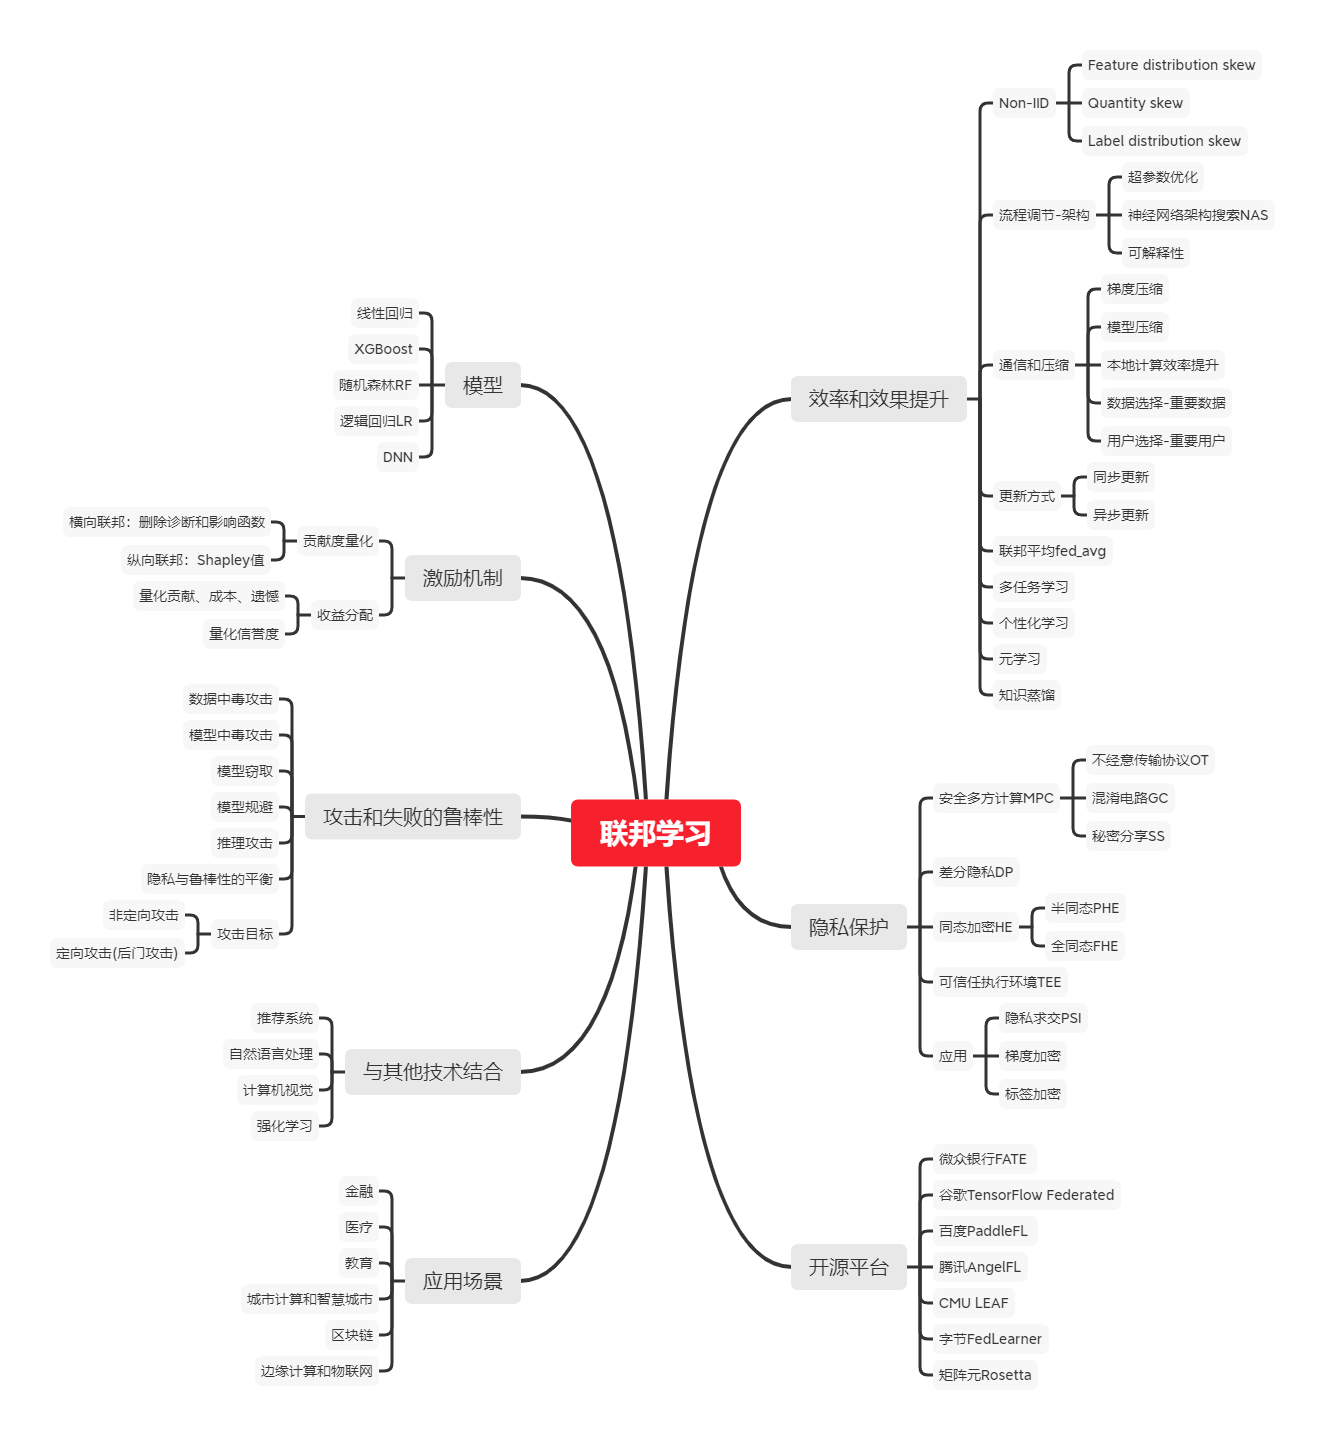 联邦学习
效率和效果提升
Non-IID
Feature distribution skew
Quantity skew
Label distribution skew
流程调节-架构
超参数优化
神经网络架构搜索NAS
可解释性
通信和压缩
梯度压缩
模型压缩
本地计算效率提升
数据选择-重要数据
用户选择-重要用户
更新方式
同步更新
异步更新
联邦平均fed_avg
多任务学习
个性化学习
元学习
知识蒸馏
隐私保护
安全多方计算MPC
不经意传输协议OT
混淆电路GC
秘密分享SS
差分隐私DP
同态加密HE
半同态PHE
全同态FHE
可信任执行环境TEE
应用
隐私求交PSI
梯度加密
标签加密
开源平台
微众银行FATE
谷歌TensorFlow Federated
百度PaddleFL
腾讯AngelFL
CMU LEAF
字节FedLearner
矩阵元Rosetta
模型
线性回归
XGBoost
随机森林RF
逻辑回归LR
DNN
激励机制
贡献度量化
横向联邦：删除诊断和影响函数
纵向联邦：Shapley值
收益分配
量化贡献、成本、遗憾
量化信誉度
攻击和失败的鲁棒性
数据中毒攻击
模型中毒攻击
模型窃取
模型规避
推理攻击
隐私与鲁棒性的平衡
攻击目标
非定向攻击
定向攻击(后门攻击)
与其他技术结合
推荐系统
自然语言处理
计算机视觉
强化学习
应用场景
金融
医疗
教育
城市计算和智慧城市
区块链
边缘计算和物联网